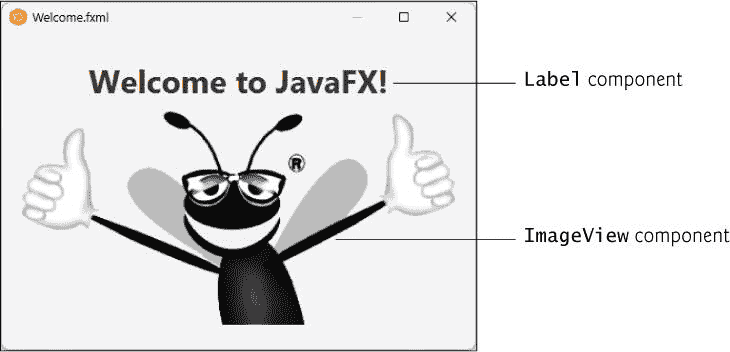 Welcome.fxml
Welcome to JavaFX!
Label component
®
ImageView component